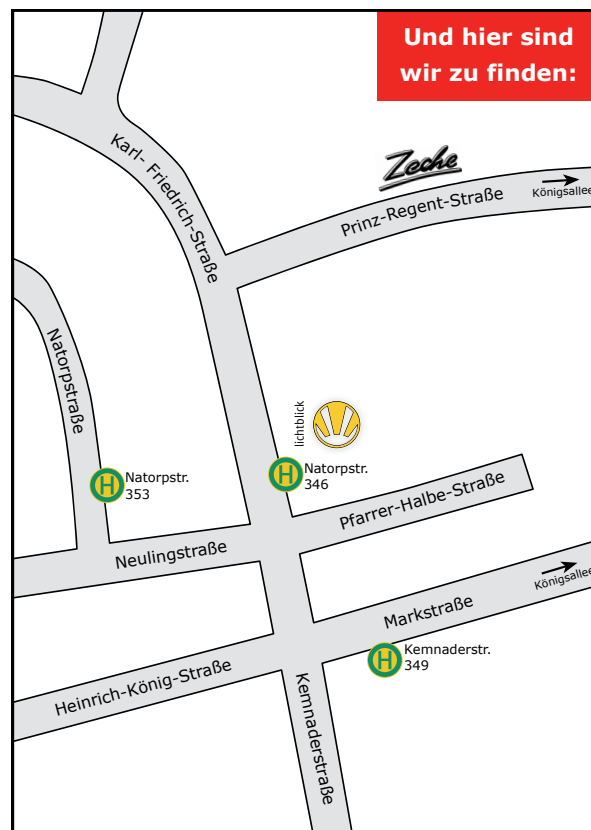 Und hier sind
wir zu finden:
Karl- Friedrich-Straße
Zeche
Prinz-Regent-Straße
Königsallee
Natorpstraße
lichtblick
Natorpstr.
353
H
H
Natorpstr.
346
Pfarrer-Halbe-Straße
Neulingstraße
Königsallee
Markstraße
H
Kemnaderstr.
349
Heinrich-König-Straße
Kemnaderstraße